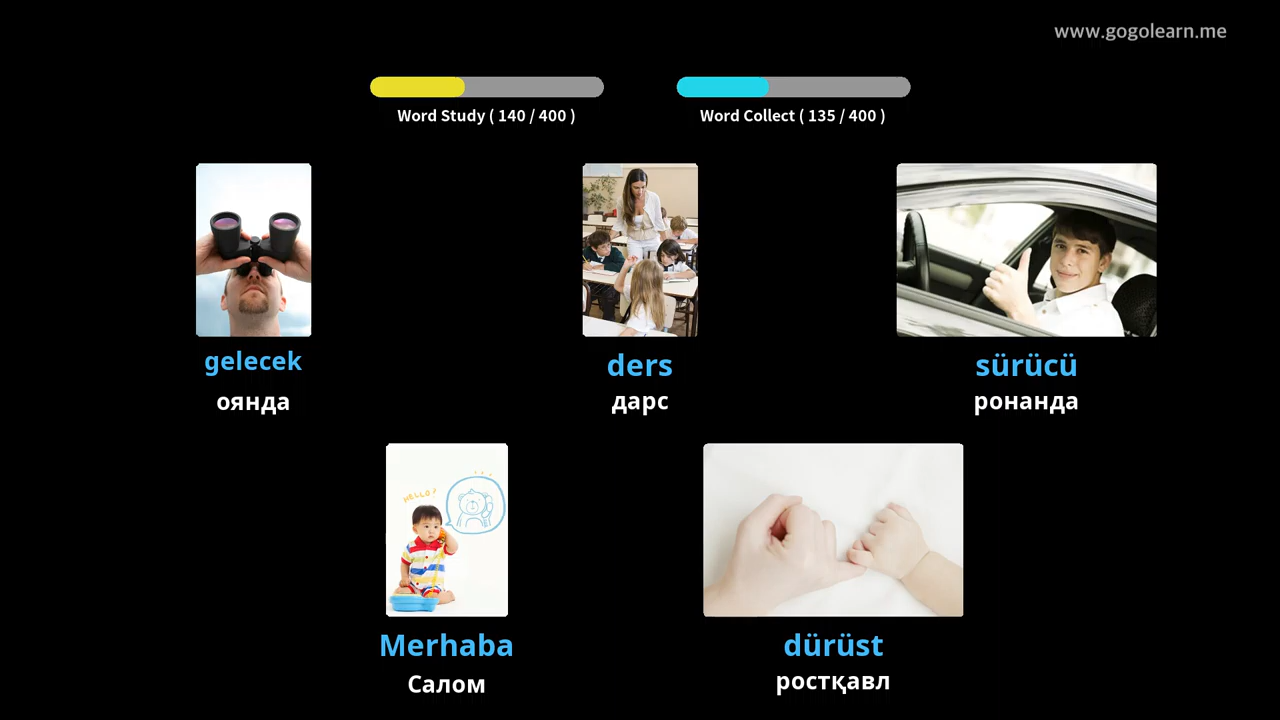 www.gogolearn.me
Word Study ( 140 / 400 )
Word Collect ( 135 / 400 )
gelecek
оянда
ders
дарс
sürücü
ронанда
HELLO!
Merhaba
Салом
dürüst
ростқавл